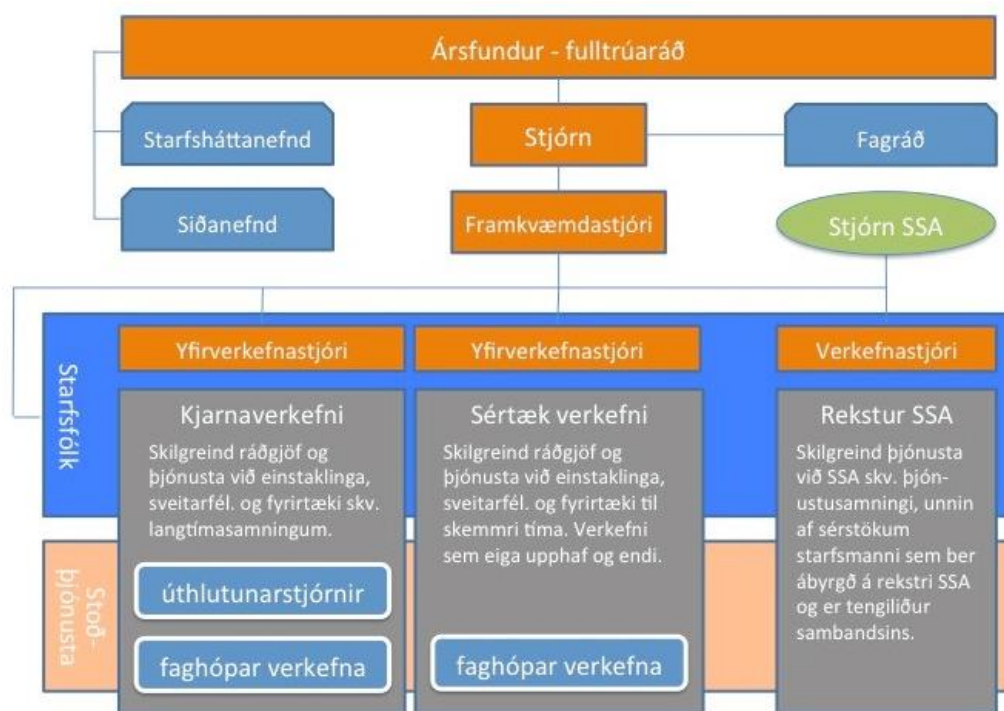 Ársfundur - fulltrúaráð
Starfsháttanefnd
Stjórn
Fagráð
Siðanefnd
Framkvæmdastjóri
Stjórn SSA
Starfsfólk
Yfirverkefnastjóri
Yfirverkefnastjóri
Verkefnastjóri
Kjarnaverkefni
Skilgreind ráðgjöf og
þjónusta við einstaklinga,
sveitarfél. og fyrirtæki skv.
langtímasamningum.
Sértæk verkefni
Skilgreind ráðgjöf og
þjónusta við einstaklinga,
sveitarfél. og fyrirtæki til
skemmri tíma. Verkefni
sem eiga upphaf og endi.
Rekstur SSA
Skilgreind þjónusta
við SSA skv. þjón-
ustusamningi, unnin
af sérstökum
starfsmanni sem ber
ábyrgð á rekstri SSA
og er tengiliður
sambandsins.
Stoð-
þjónusta
úthlutunarstjórnir
faghópar verkefna
faghópar verkefna